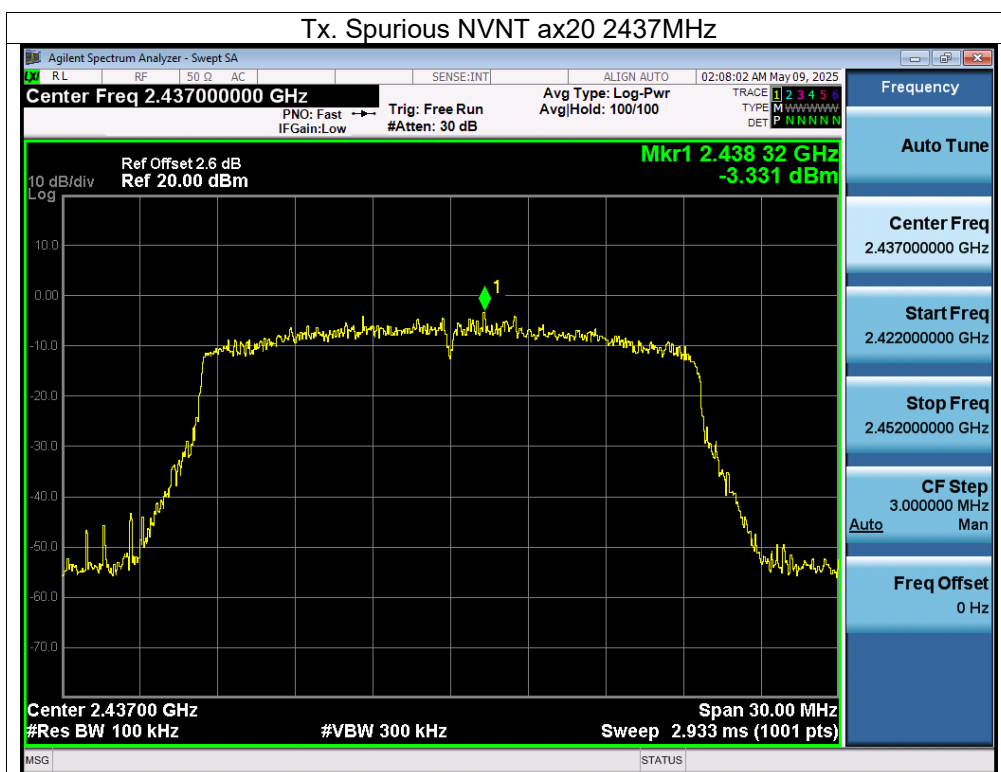 Tx. Spurious NVNT ax20 2437MHz
Agilent Spectrum Analyzer - Swept SA
LXI RL RF 50 Ω AC SENSE:INT ALIGN AUTO 02:08:02 AM May 09, 2025
Center Freq 2.437000000 GHz
PNO: Fast
IFGain:Low
Trig: Free Run
#Atten: 30 dB
Avg Type: Log-Pwr
Avg|Hold: 100/100
TRACE 1 2 3 4 5 6
TYPE M WWWWW
DET P N N N N N
Mkr1 2.438 32 GHz
-3.331 dBm
Ref Offset 2.6 dB
10 dB/div Ref 20.00 dBm
Log
10.0
0.00
-10.0
-20.0
-30.0
-40.0
-50.0
-60.0
-70.0
1
Center 2.43700 GHz Span 30.00 MHz
#Res BW 100 kHz #VBW 300 kHz Sweep 2.933 ms (1001 pts)
MSG STATUS
Frequency
Auto Tune
Center Freq
2.437000000 GHz
Start Freq
2.422000000 GHz
Stop Freq
2.452000000 GHz
CF Step
3.000000 MHz
Auto Man
Freq Offset
0 Hz